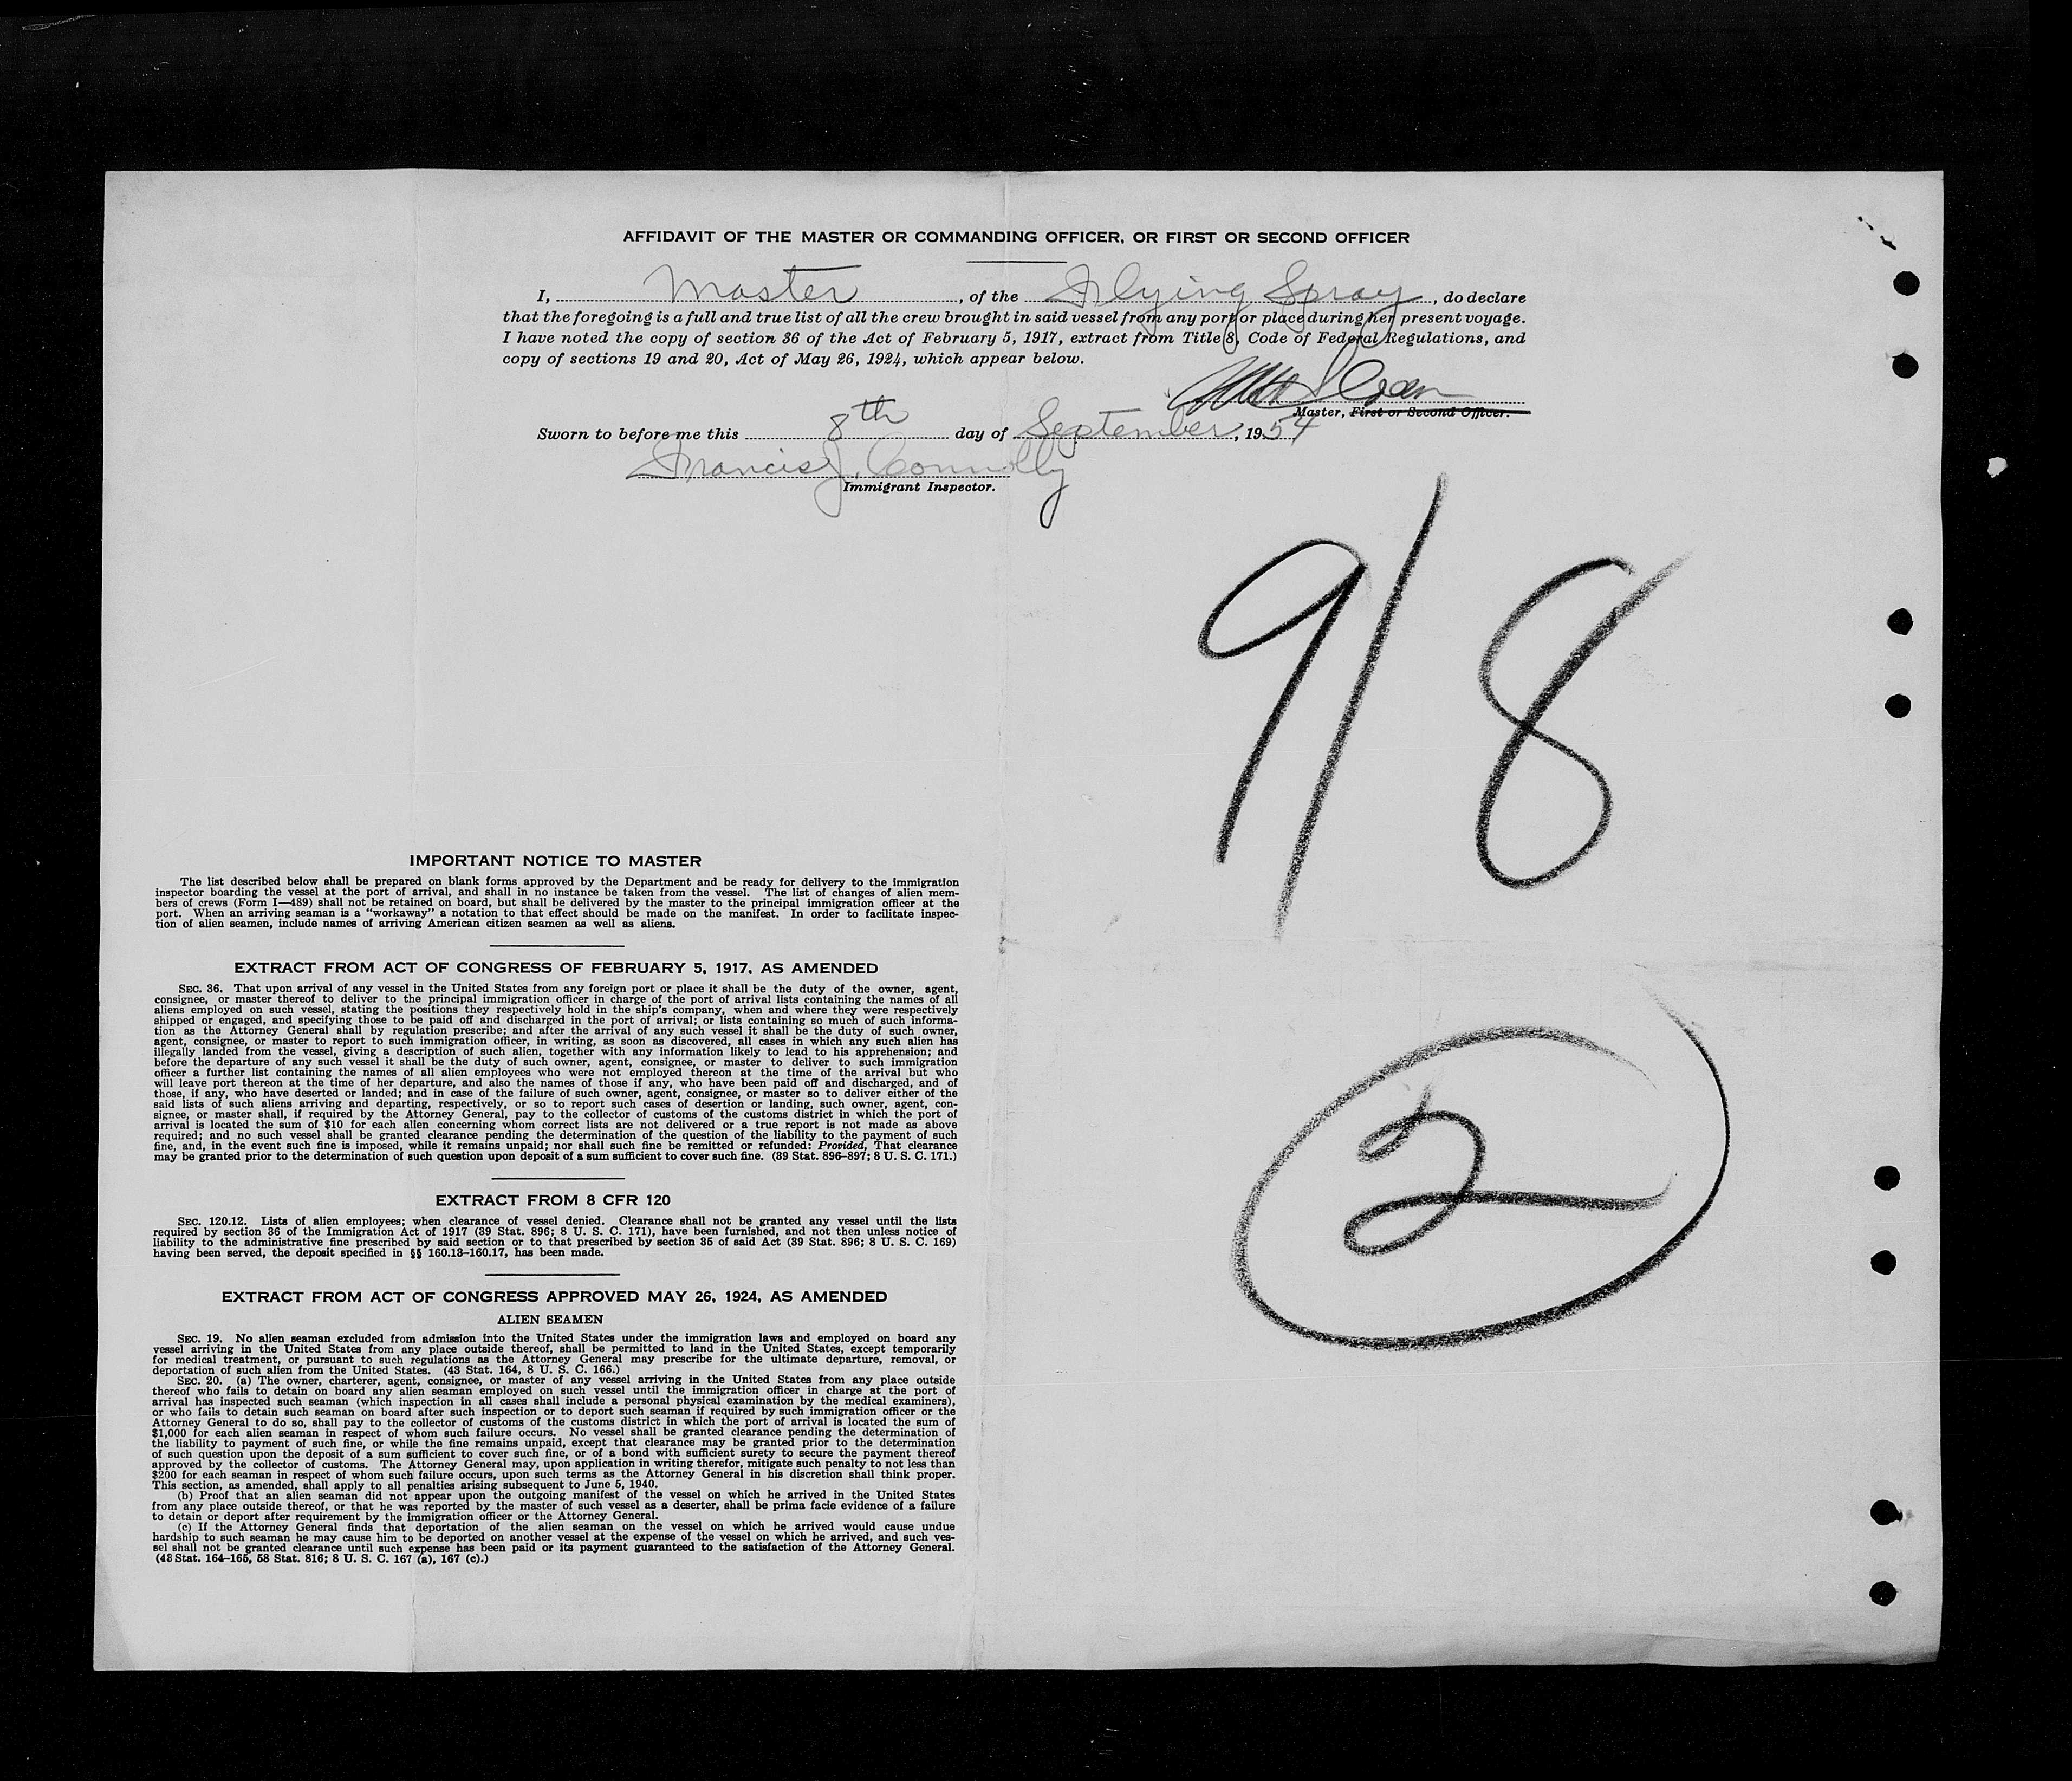 AFFIDAVIT OF THE MASTER OR COMMANDING OFFICER, OR FIRST OR SECOND OFFICER
I, Master, of the Flying Spray, do declare
that the foregoing is a full and true list of all the crew brought in said vessel from any port or place during her present voyage.
I have noted the copy of section 36 of the Act of February 5, 1917, extract from Title 8, Code of Federal Regulations, and
copy of sections 19 and 20, Act of May 26, 1924, which appear below.
Master, First or Second Officer.
Sworn to before me this 8th day of September, 1954
Francis J. Connolly
Immigrant Inspector.
9/8
2
IMPORTANT NOTICE TO MASTER
The list described below shall be prepared on blank forms approved by the Department and be ready for delivery to the immigration
inspector boarding the vessel at the port of arrival, and shall in no instance be taken from the vessel. The list of changes of alien mem-
bers of crews (Form I—489) shall not be retained on board, but shall be delivered by the master to the principal immigration officer at the
port. When an arriving seaman is a "workaway" a notation to that effect should be made on the manifest. In order to facilitate inspec-
tion of alien seamen, include names of arriving American citizen seamen as well as aliens.
EXTRACT FROM ACT OF CONGRESS OF FEBRUARY 5, 1917, AS AMENDED
SEC. 36. That upon arrival of any vessel in the United States from any foreign port or place it shall be the duty of the owner, agent,
consignee, or master thereof to deliver to the principal immigration officer in charge of the port of arrival lists containing the names of all
aliens employed on such vessel, stating the positions they respectively hold in the ship's company, when and where they were respectively
shipped or engaged, and specifying those to be paid off and discharged in the port of arrival; or lists containing so much of such informa-
tion as the Attorney General shall by regulation prescribe; and after the arrival of any such vessel it shall be the duty of such owner,
agent, consignee, or master to report to such immigration officer, in writing, as soon as discovered, all cases in which any such alien has
illegally landed from the vessel, giving a description of such alien, together with any information likely to lead to his apprehension; and
before the departure of any such vessel it shall be the duty of such owner, agent, consignee, or master to deliver to such immigration
officer a further list containing the names of all alien employees who were not employed thereon at the time of the arrival but who
will leave port thereon at the time of her departure, and also the names of those if any, who have been paid off and discharged, and of
those, if any, who have deserted or landed; and in case of the failure of such owner, agent, consignee, or master so to deliver either of the
said lists of such aliens arriving and departing, respectively, or so to report such cases of desertion or landing, such owner, agent, con-
signee, or master shall, if required by the Attorney General, pay to the collector of customs of the customs district in which the port of
arrival is located the sum of $10 for each alien concerning whom correct lists are not delivered or a true report is not made as above
required; and no such vessel shall be granted clearance pending the determination of the question of the liability to the payment of such
fine, and, in the event such fine is imposed, while it remains unpaid; nor shall such fine be remitted or refunded: Provided, That clearance
may be granted prior to the determination of such question upon deposit of a sum sufficient to cover such fine. (39 Stat. 896–897; 8 U. S. C. 171.)
EXTRACT FROM 8 CFR 120
SEC. 120.12. Lists of alien employees; when clearance of vessel denied. Clearance shall not be granted any vessel until the lists
required by section 36 of the Immigration Act of 1917 (39 Stat. 896; 8 U. S. C. 171), have been furnished, and not then unless notice of
liability to the administrative fine prescribed by said section or to that prescribed by section 35 of said Act (39 Stat. 896; 8 U. S. C. 169)
having been served, the deposit specified in §§ 160.13–160.17, has been made.
EXTRACT FROM ACT OF CONGRESS APPROVED MAY 26, 1924, AS AMENDED
ALIEN SEAMEN
SEC. 19. No alien seaman excluded from admission into the United States under the immigration laws and employed on board any
vessel arriving in the United States from any place outside thereof, shall be permitted to land in the United States, except temporarily
for medical treatment, or pursuant to such regulations as the Attorney General may prescribe for the ultimate departure, removal, or
deportation of such alien from the United States. (43 Stat. 164, 8 U. S. C. 166.)
SEC. 20. (a) The owner, charterer, agent, consignee, or master of any vessel arriving in the United States from any place outside
thereof who fails to detain on board any alien seaman employed on such vessel until the immigration officer in charge at the port of
arrival has inspected such seaman (which inspection in all cases shall include a personal physical examination by the medical examiners),
or who fails to detain such seaman on board after such inspection or to deport such seaman if required by such immigration officer or the
Attorney General to do so, shall pay to the collector of customs of the customs district in which the port of arrival is located the sum of
$1,000 for each alien seaman in respect of whom such failure occurs. No vessel shall be granted clearance pending the determination of
the liability to payment of such fine, or while the fine remains unpaid, except that clearance may be granted prior to the determination
of such question upon the deposit of a sum sufficient to cover such fine, or of a bond with sufficient surety to secure the payment thereof
approved by the collector of customs. The Attorney General may, upon application in writing therefor, mitigate such penalty to not less than
$200 for each seaman in respect of whom such failure occurs, upon such terms as the Attorney General in his discretion shall think proper.
This section, as amended, shall apply to all penalties arising subsequent to June 5, 1940.
(b) Proof that an alien seaman did not appear upon the outgoing manifest of the vessel on which he arrived in the United States
from any place outside thereof, or that he was reported by the master of such vessel as a deserter, shall be prima facie evidence of a failure
to detain or deport after requirement by the immigration officer or the Attorney General.
(c) If the Attorney General finds that deportation of the alien seaman on the vessel on which he arrived would cause undue
hardship to such seaman he may cause him to be deported on another vessel at the expense of the vessel on which he arrived, and such ves-
sel shall not be granted clearance until such expense has been paid or its payment guaranteed to the satisfaction of the Attorney General.
(43 Stat. 164–165, 58 Stat. 816; 8 U. S. C. 167 (a), 167 (c).)